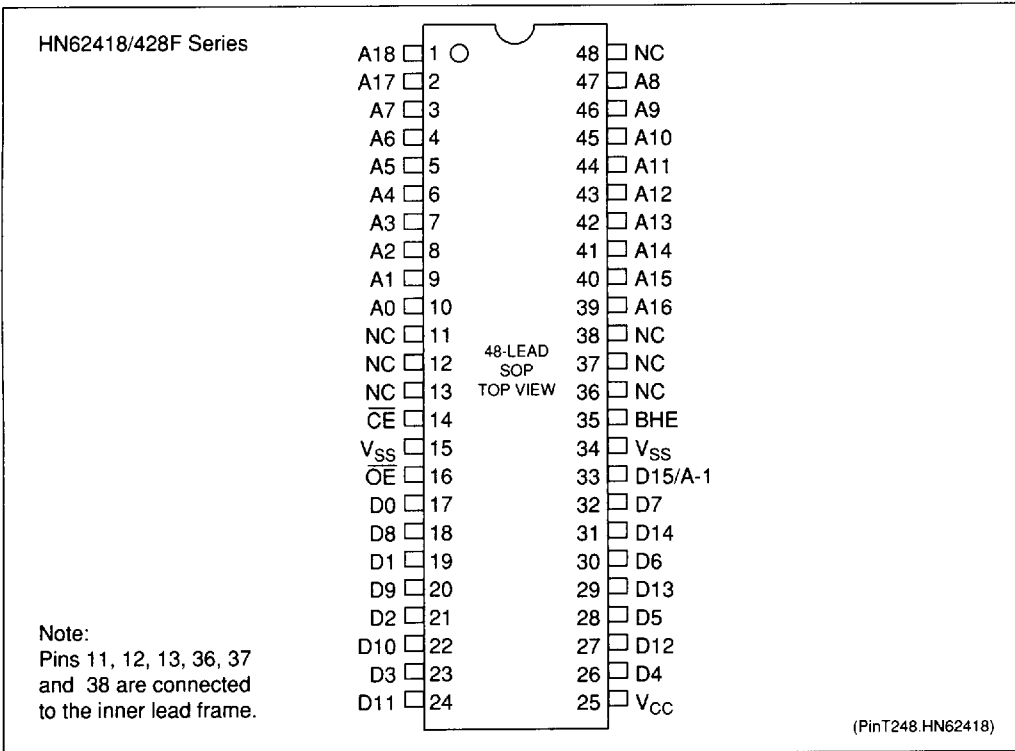 HN62418/428F Series
A18 1 48 NC
A17 2 47 A8
A7 3 46 A9
A6 4 45 A10
A5 5 44 A11
A4 6 43 A12
A3 7 42 A13
A2 8 41 A14
A1 9 40 A15
A0 10 39 A16
NC 11 38 NC
NC 12 37 NC
NC 13 36 NC
48-LEAD
SOP
TOP VIEW
C̅E̅ 14 35 BHE
VSS 15 34 VSS
O̅E̅ 16 33 D15/A-1
D0 17 32 D7
D8 18 31 D14
D1 19 30 D6
D9 20 29 D13
D2 21 28 D5
D10 22 27 D12
D3 23 26 D4
D11 24 25 VCC
Note:
Pins 11, 12, 13, 36, 37
and 38 are connected
to the inner lead frame.
(PinT248.HN62418)